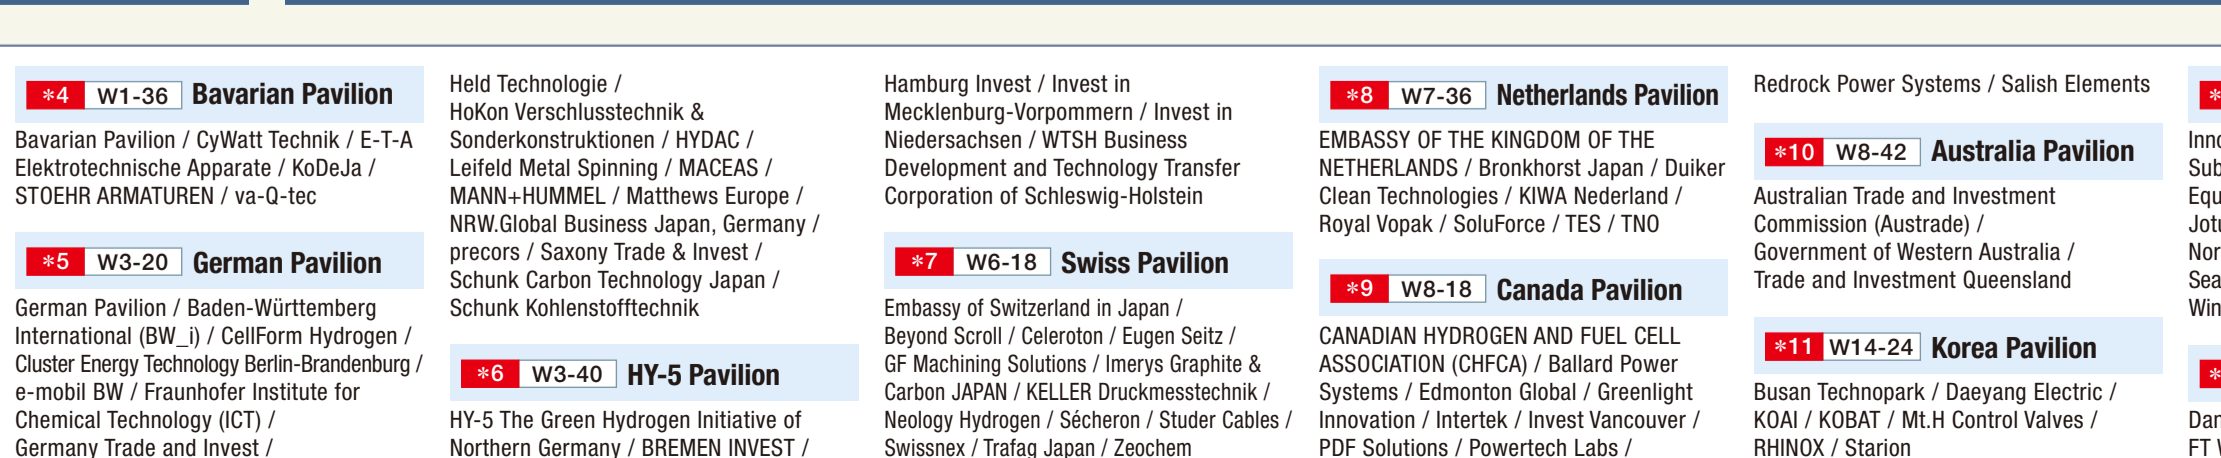 *4 W1-36 Bavarian Pavilion
Bavarian Pavilion / CyWatt Technik / E-T-A
Elektrotechnische Apparate / KoDeJa /
STOEHR ARMATUREN / va-Q-tec
*5 W3-20 German Pavilion
German Pavilion / Baden-Württemberg
International (BW_i) / CellForm Hydrogen /
Cluster Energy Technology Berlin-Brandenburg /
e-mobil BW / Fraunhofer Institute for
Chemical Technology (ICT) /
Germany Trade and Invest /
Held Technologie /
HoKon Verschlusstechnik &
Sonderkonstruktionen / HYDAC /
Leifeld Metal Spinning / MACEAS /
MANN+HUMMEL / Matthews Europe /
NRW.Global Business Japan, Germany /
precors / Saxony Trade & Invest /
Schunk Carbon Technology Japan /
Schunk Kohlenstofftechnik
*6 W3-40 HY-5 Pavilion
HY-5 The Green Hydrogen Initiative of
Northern Germany / BREMEN INVEST /
Hamburg Invest / Invest in
Mecklenburg-Vorpommern / Invest in
Niedersachsen / WTSH Business
Development and Technology Transfer
Corporation of Schleswig-Holstein
*7 W6-18 Swiss Pavilion
Embassy of Switzerland in Japan /
Beyond Scroll / Celeroton / Eugen Seitz /
GF Machining Solutions / Imerys Graphite &
Carbon JAPAN / KELLER Druckmesstechnik /
Neology Hydrogen / Sécheron / Studer Cables /
Swissnex / Trafag Japan / Zeochem
*8 W7-36 Netherlands Pavilion
EMBASSY OF THE KINGDOM OF THE
NETHERLANDS / Bronkhorst Japan / Duiker
Clean Technologies / KIWA Nederland /
Royal Vopak / SoluForce / TES / TNO
*9 W8-18 Canada Pavilion
CANADIAN HYDROGEN AND FUEL CELL
ASSOCIATION (CHFCA) / Ballard Power
Systems / Edmonton Global / Greenlight
Innovation / Intertek / Invest Vancouver /
PDF Solutions / Powertech Labs /
Redrock Power Systems / Salish Elements
*10 W8-42 Australia Pavilion
Australian Trade and Investment
Commission (Austrade) /
Government of Western Australia /
Trade and Investment Queensland
*11 W14-24 Korea Pavilion
Busan Technopark / Daeyang Electric /
KOAI / KOBAT / Mt.H Control Valves /
RHINOX / Starion